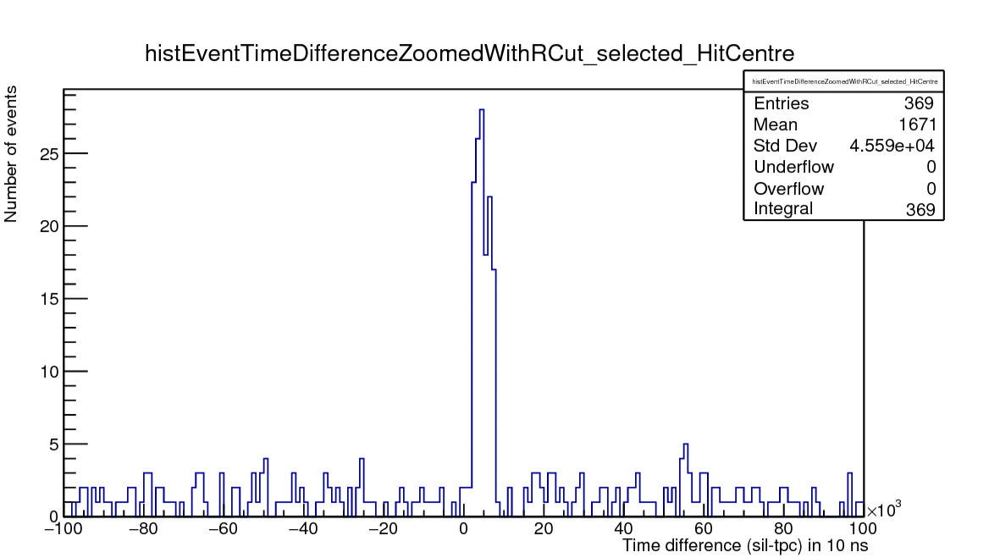 histEventTimeDifferenceZoomedWithRCut_selected_HitCentre
histEventTimeDifferenceZoomedWithRCut_selected_HitCentre
Entries 369
Mean 1671
Std Dev 4.559e+04
Underflow 0
Overflow 0
Integral 369
Number of events
25
20
15
10
5
0
−100 −80 −60 −40 −20 0 20 40 60 80 100
×10³
Time difference (sil-tpc) in 10 ns